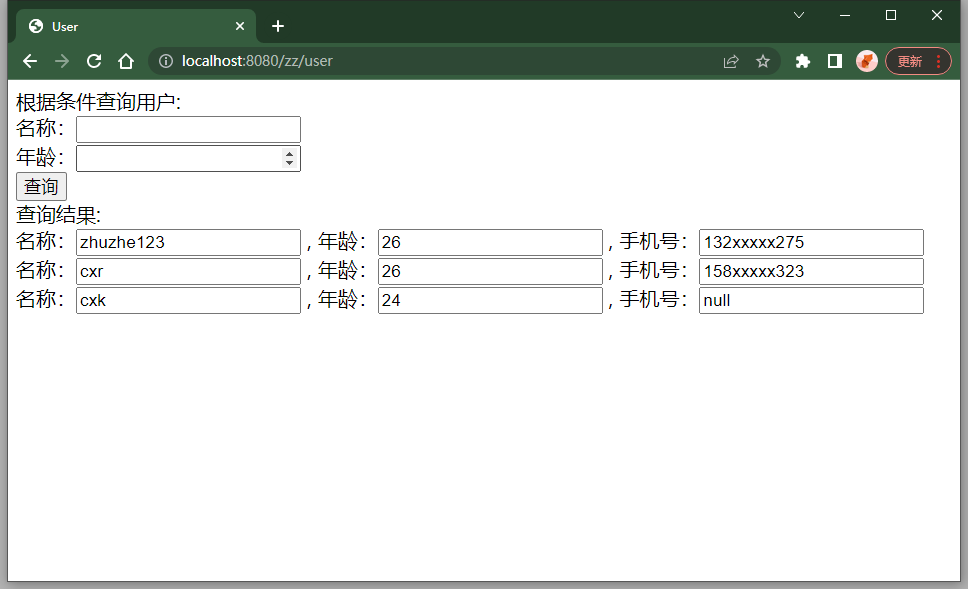 User
localhost:8080/zz/user
更新
根据条件查询用户:
名称：
年龄：
查询
查询结果:
名称：zhuzhe123 , 年龄：26 , 手机号：132xxxxx275
名称：cxr , 年龄：26 , 手机号：158xxxxx323
名称：cxk , 年龄：24 , 手机号：null